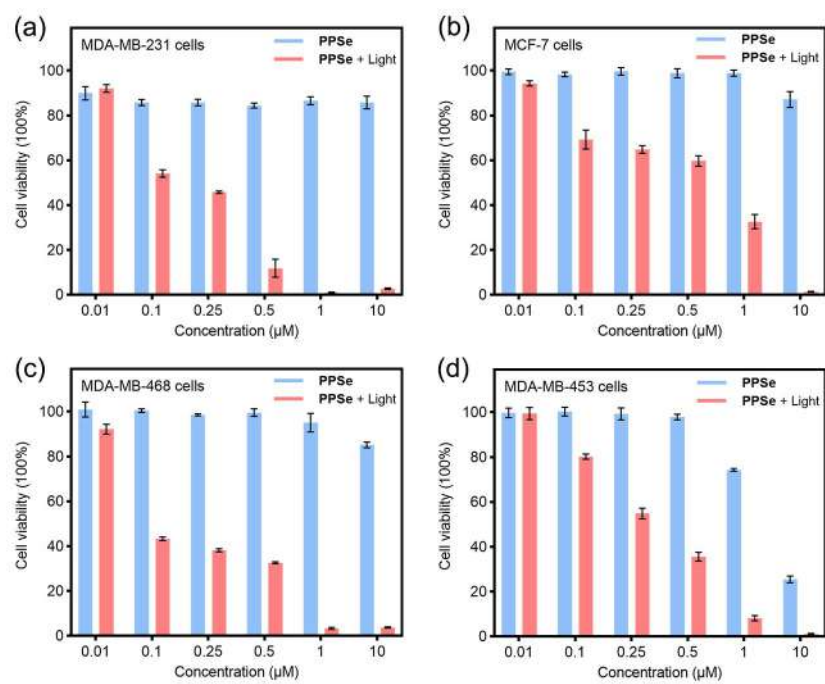 (a)
MDA-MB-231 cells
PPSe
PPSe + Light
Cell viability (100%)
100
80
60
40
20
0
0.01 0.1 0.25 0.5 1 10
Concentration (μM)
(b)
MCF-7 cells
PPSe
PPSe + Light
Cell viability (100%)
100
80
60
40
20
0
0.01 0.1 0.25 0.5 1 10
Concentration (μM)
(c)
MDA-MB-468 cells
PPSe
PPSe + Light
Cell viability (100%)
100
80
60
40
20
0
0.01 0.1 0.25 0.5 1 10
Concentration (μM)
(d)
MDA-MB-453 cells
PPSe
PPSe + Light
Cell viability (100%)
100
80
60
40
20
0
0.01 0.1 0.25 0.5 1 10
Concentration (μM)